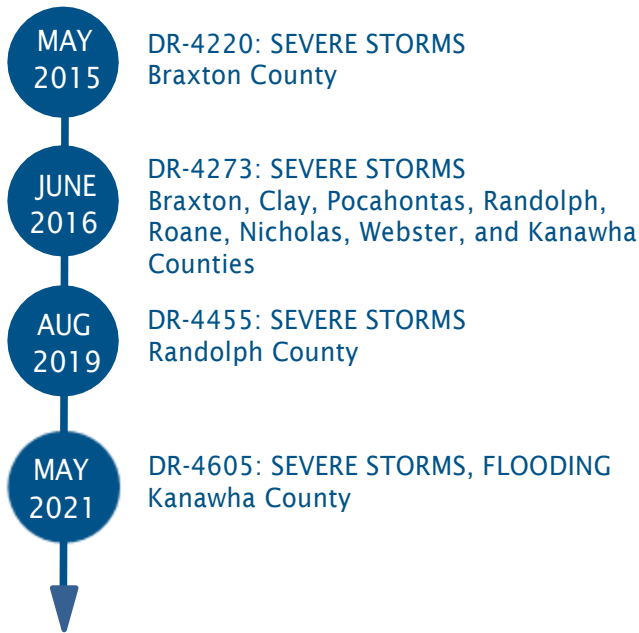 MAY
2015
DR-4220: SEVERE STORMS
Braxton County
JUNE
2016
DR-4273: SEVERE STORMS
Braxton, Clay, Pocahontas, Randolph,
Roane, Nicholas, Webster, and Kanawha
Counties
AUG
2019
DR-4455: SEVERE STORMS
Randolph County
MAY
2021
DR-4605: SEVERE STORMS, FLOODING
Kanawha County